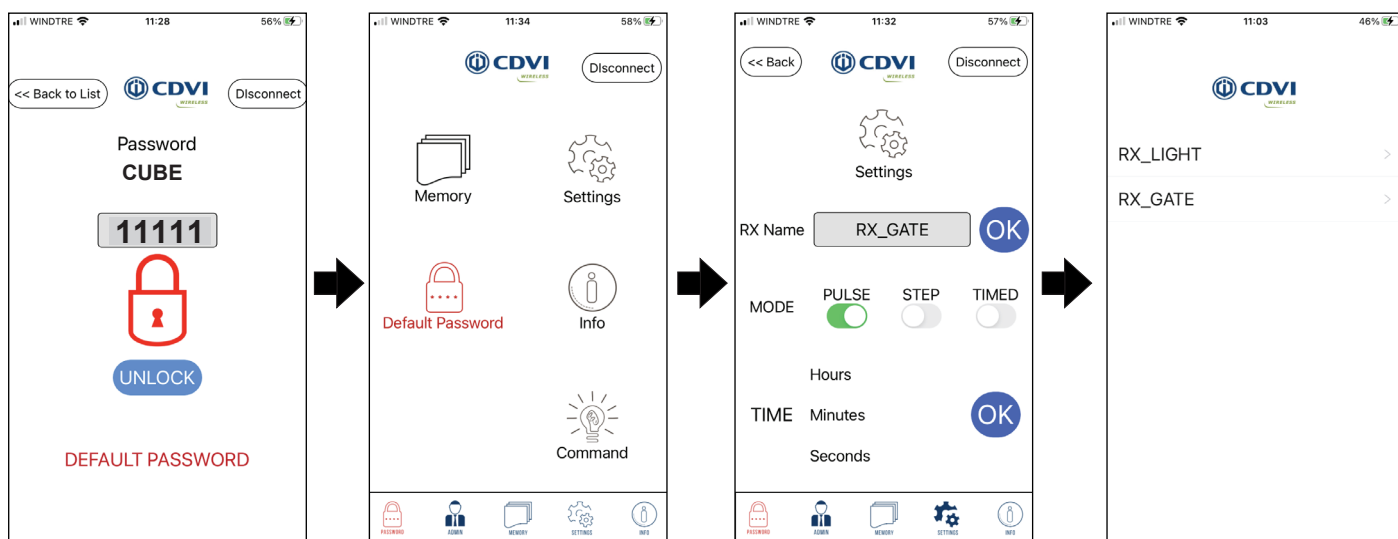 WINDTRE 11:28 56%
<< Back to List CDVI WIRELESS DIsconnect
Password
CUBE
11111
UNLOCK
DEFAULT PASSWORD
WINDTRE 11:34 58%
CDVI WIRELESS DIsconnect
Memory Settings
Default Password Info
Command
PASSWORD ADMIN MEMORY SETTINGS INFO
WINDTRE 11:32 57%
<< Back CDVI WIRELESS DIsconnect
Settings
RX Name RX_GATE OK
PULSE STEP TIMED
MODE
Hours
TIME Minutes OK
Seconds
PASSWORD ADMIN MEMORY SETTINGS INFO
WINDTRE 11:03 46%
CDVI WIRELESS
RX_LIGHT >
RX_GATE >